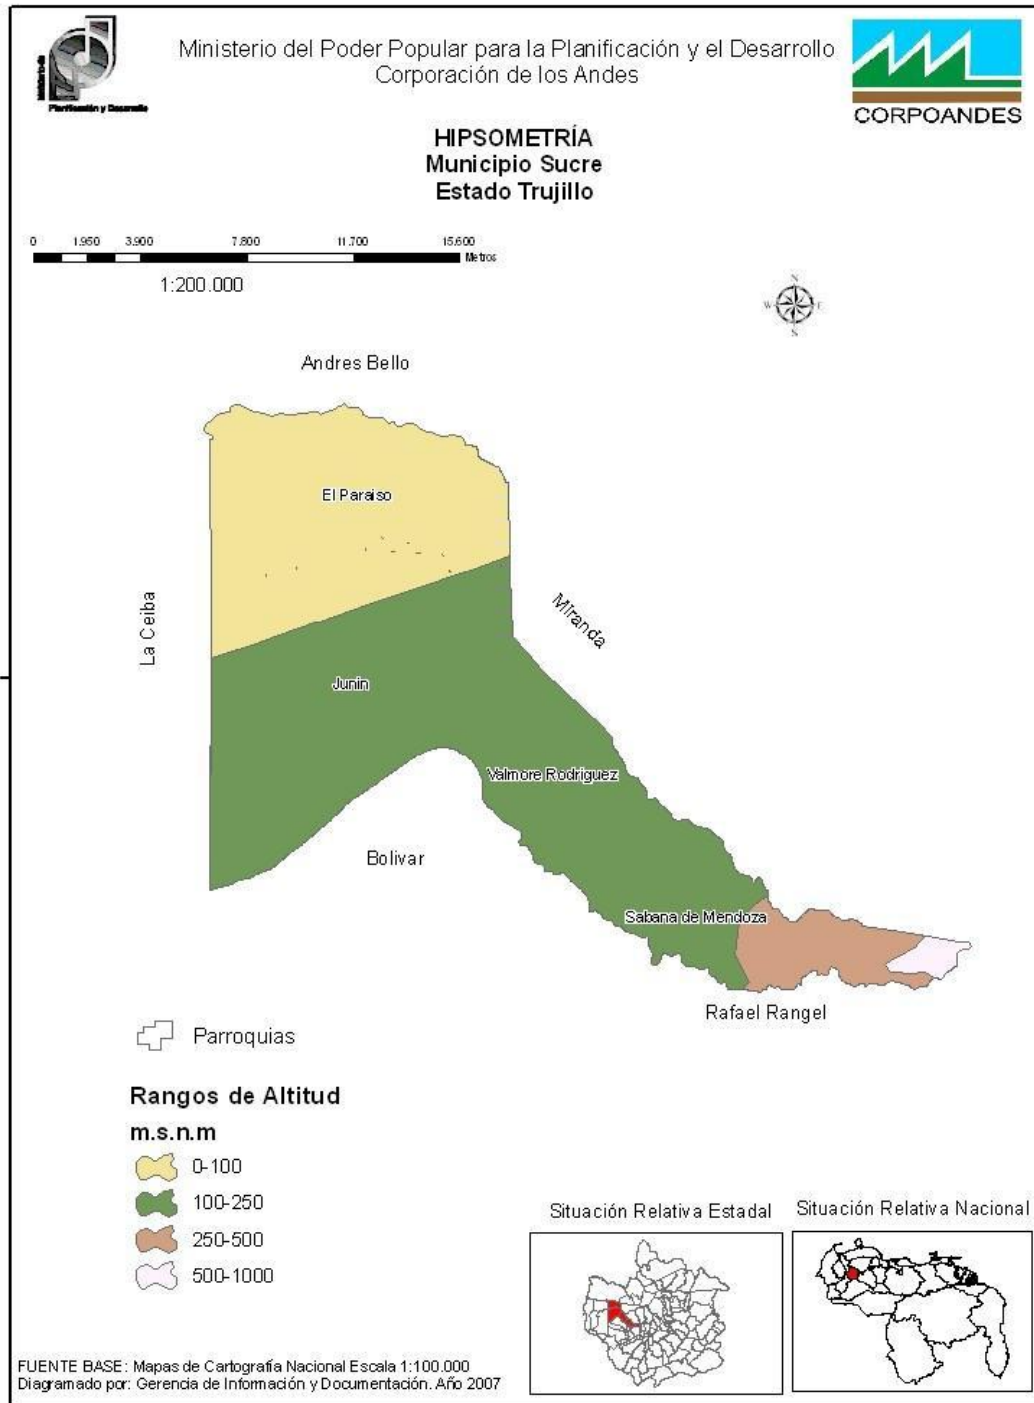 Ministerio del Poder Popular para la Planificación y el Desarrollo
Corporación de los Andes
Planificación y Desarrollo
CORPOANDES
HIPSOMETRÍA
Municipio Sucre
Estado Trujillo
0 1.950 3.900 7.800 11.700 15.600
Metros
1:200.000
N
W E
S
Andres Bello
El Paraiso
La Ceiba
Miranda
Junin
Valmore Rodriguez
Bolivar
Sabana de Mendoza
Rafael Rangel
Parroquias
Rangos de Altitud
m.s.n.m
0-100
100-250
250-500
500-1000
Situación Relativa Estadal
Situación Relativa Nacional
FUENTE BASE: Mapas de Cartografía Nacional Escala 1:100.000
Diagramado por: Gerencia de Información y Documentación. Año 2007